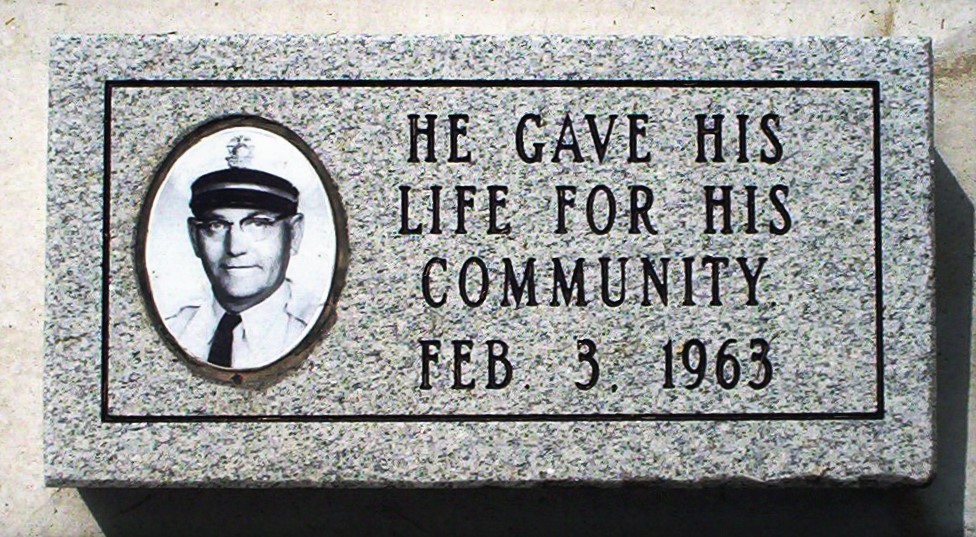 HE GAVE HIS
LIFE FOR HIS
COMMUNITY.
FEB. 3. 1963